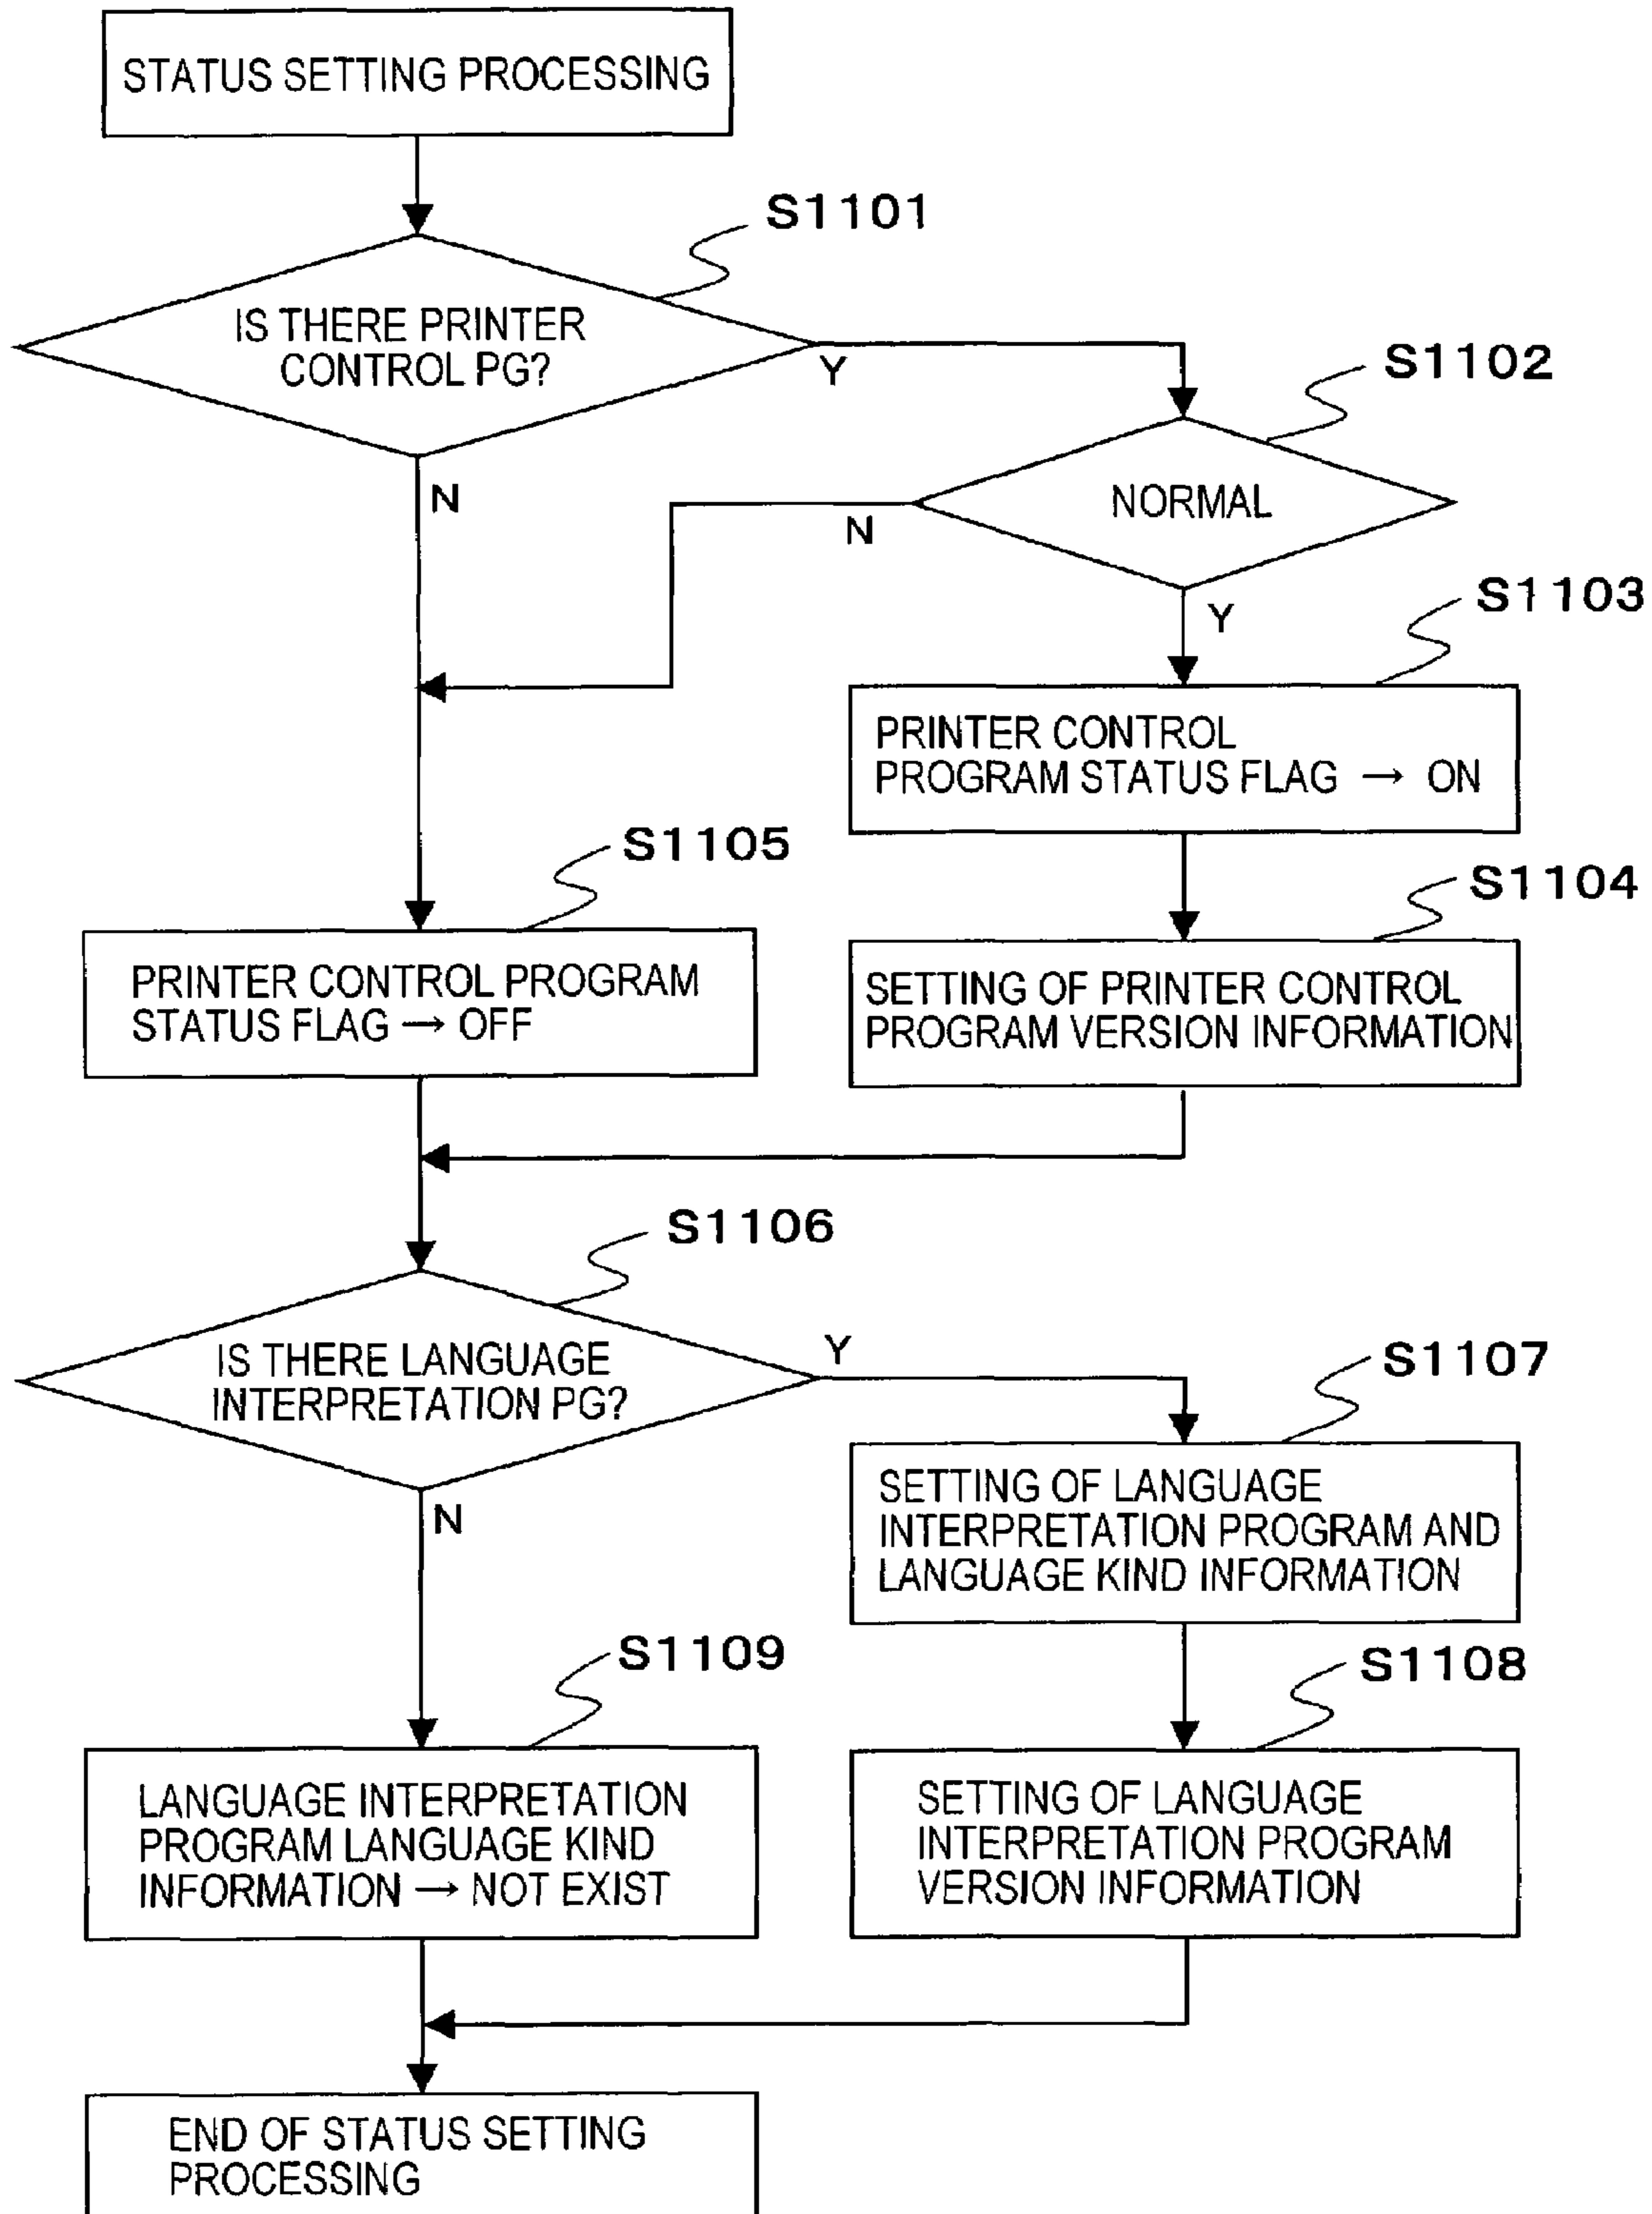 STATUS SETTING PROCESSING
S1101
IS THERE PRINTER
CONTROL PG?
Y
S1102
N
NORMAL
N
Y
S1103
PRINTER CONTROL
PROGRAM STATUS FLAG → ON
S1105
S1104
PRINTER CONTROL PROGRAM
STATUS FLAG → OFF
SETTING OF PRINTER CONTROL
PROGRAM VERSION INFORMATION
S1106
IS THERE LANGUAGE
INTERPRETATION PG?
Y
S1107
N
SETTING OF LANGUAGE
INTERPRETATION PROGRAM AND
LANGUAGE KIND INFORMATION
S1109
S1108
LANGUAGE INTERPRETATION
PROGRAM LANGUAGE KIND
INFORMATION → NOT EXIST
SETTING OF LANGUAGE
INTERPRETATION PROGRAM
VERSION INFORMATION
END OF STATUS SETTING
PROCESSING